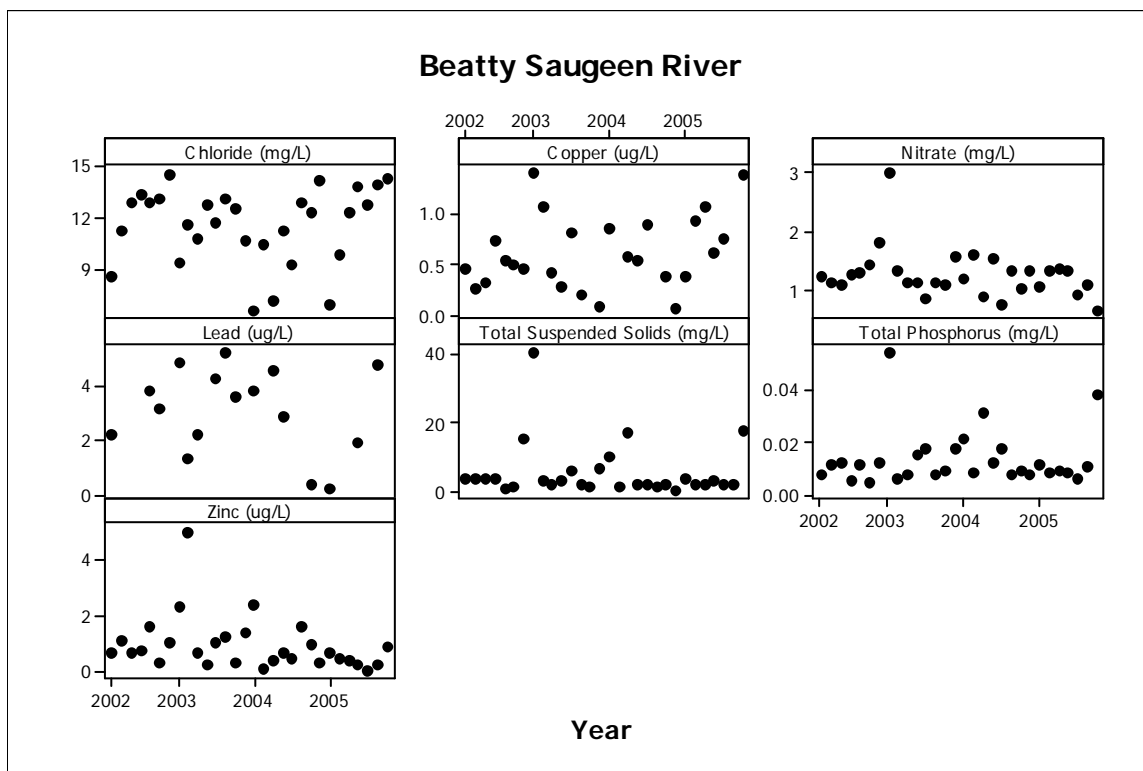 Beatty Saugeen River
2002 2003 2004 2005
Chloride (mg/L)
15
12
9
Copper (ug/L)
1.0
0.5
0.0
Nitrate (mg/L)
3
2
1
Lead (ug/L)
4
2
0
Total Suspended Solids (mg/L)
40
20
0
Total Phosphorus (mg/L)
0.04
0.02
0.00
2002 2003 2004 2005
Zinc (ug/L)
4
2
0
2002 2003 2004 2005
Year